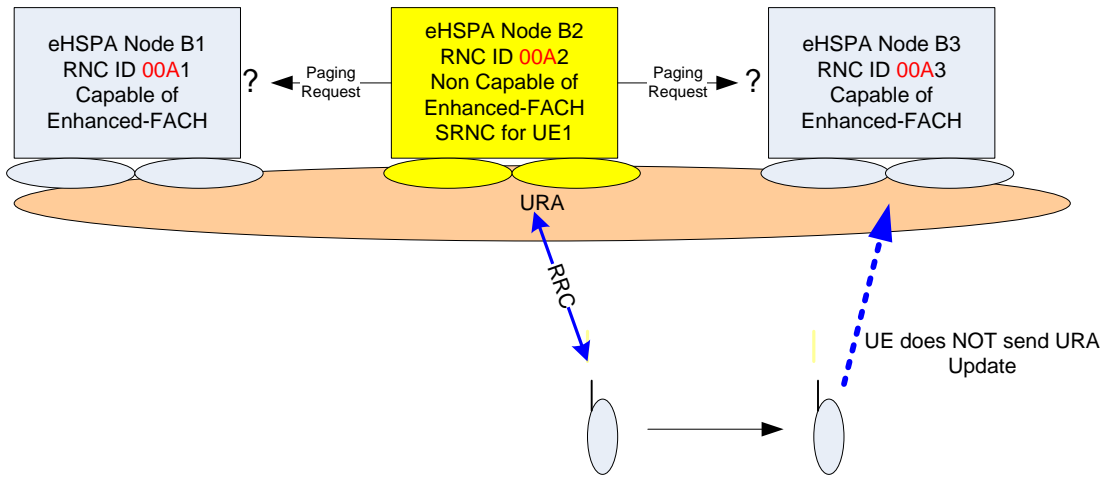 eHSPA Node B1
RNC ID 00A1
Capable of
Enhanced-FACH
?
Paging
Request
eHSPA Node B2
RNC ID 00A2
Non Capable of
Enhanced-FACH
SRNC for UE1
Paging
Request
?
eHSPA Node B3
RNC ID 00A3
Capable of
Enhanced-FACH
URA
RRC
UE does NOT send URA
Update